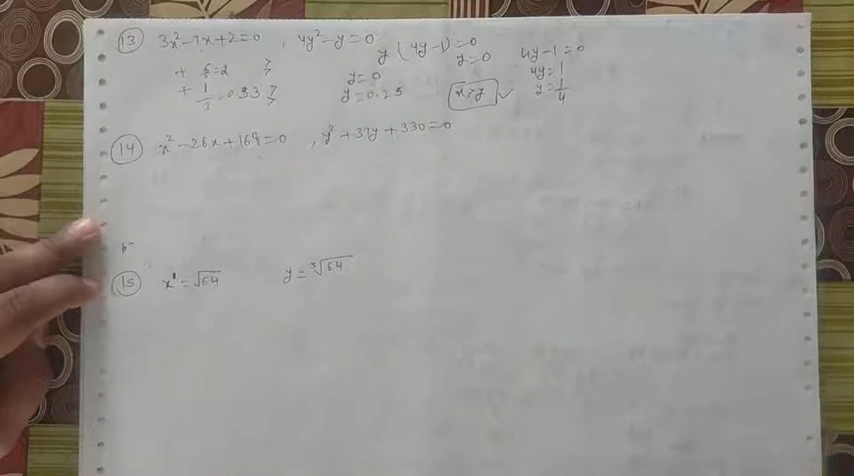 13 3x² - 7x + 2 = 0 , 4y² - y = 0 y ( 4y - 1 ) = 0
y = 0 4y - 1 = 0
+ 6/3 = 2 > y = 0 4y = 1
+ 1/3 = 0.33 > y = 0.25 x > y ✓ y = 1/4
14 x² - 26x + 169 = 0 , y² + 37y + 330 = 0
15 x = √64 y = ³√64